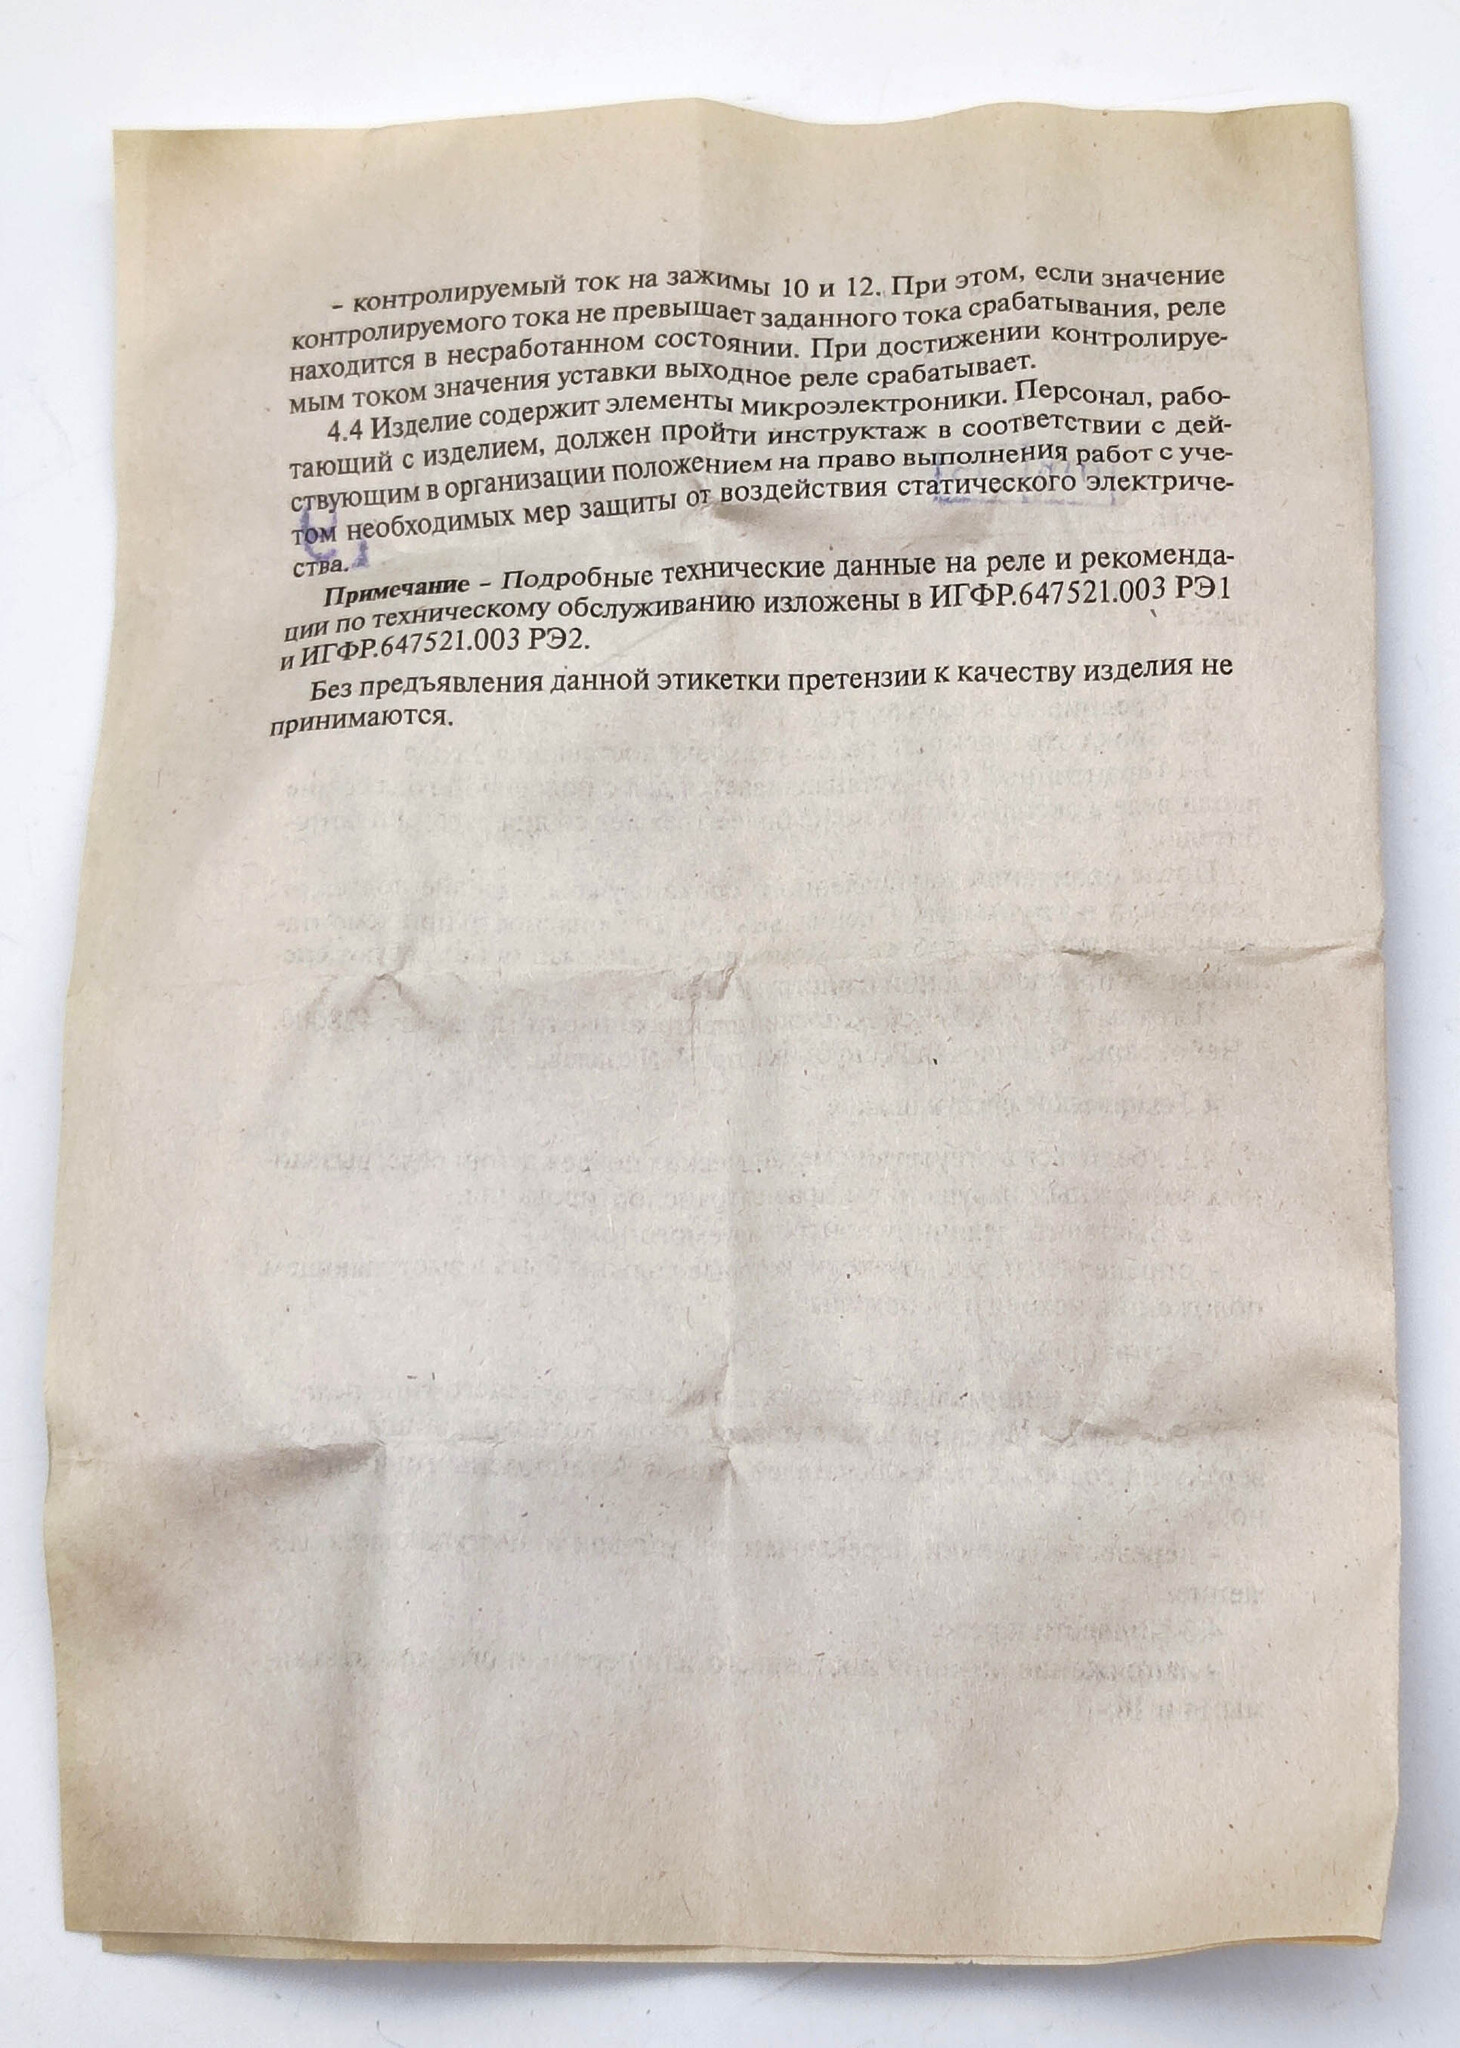 – контролируемый ток на зажимы 10 и 12. При этом, если значение
контролируемого тока не превышает заданного тока срабатывания, реле
находится в несработанном состоянии. При достижении контролируе-
мым током значения уставки выходное реле срабатывает.
4.4 Изделие содержит элементы микроэлектроники. Персонал, рабо-
тающий с изделием, должен пройти инструктаж в соответствии с дей-
ствующим в организации положением на право выполнения работ с уче-
том необходимых мер защиты от воздействия статического электриче-
ства.
Примечание – Подробные технические данные на реле и рекоменда-
ции по техническому обслуживанию изложены в ИГФР.647521.003 РЭ1
и ИГФР.647521.003 РЭ2.
Без предъявления данной этикетки претензии к качеству изделия не
принимаются.